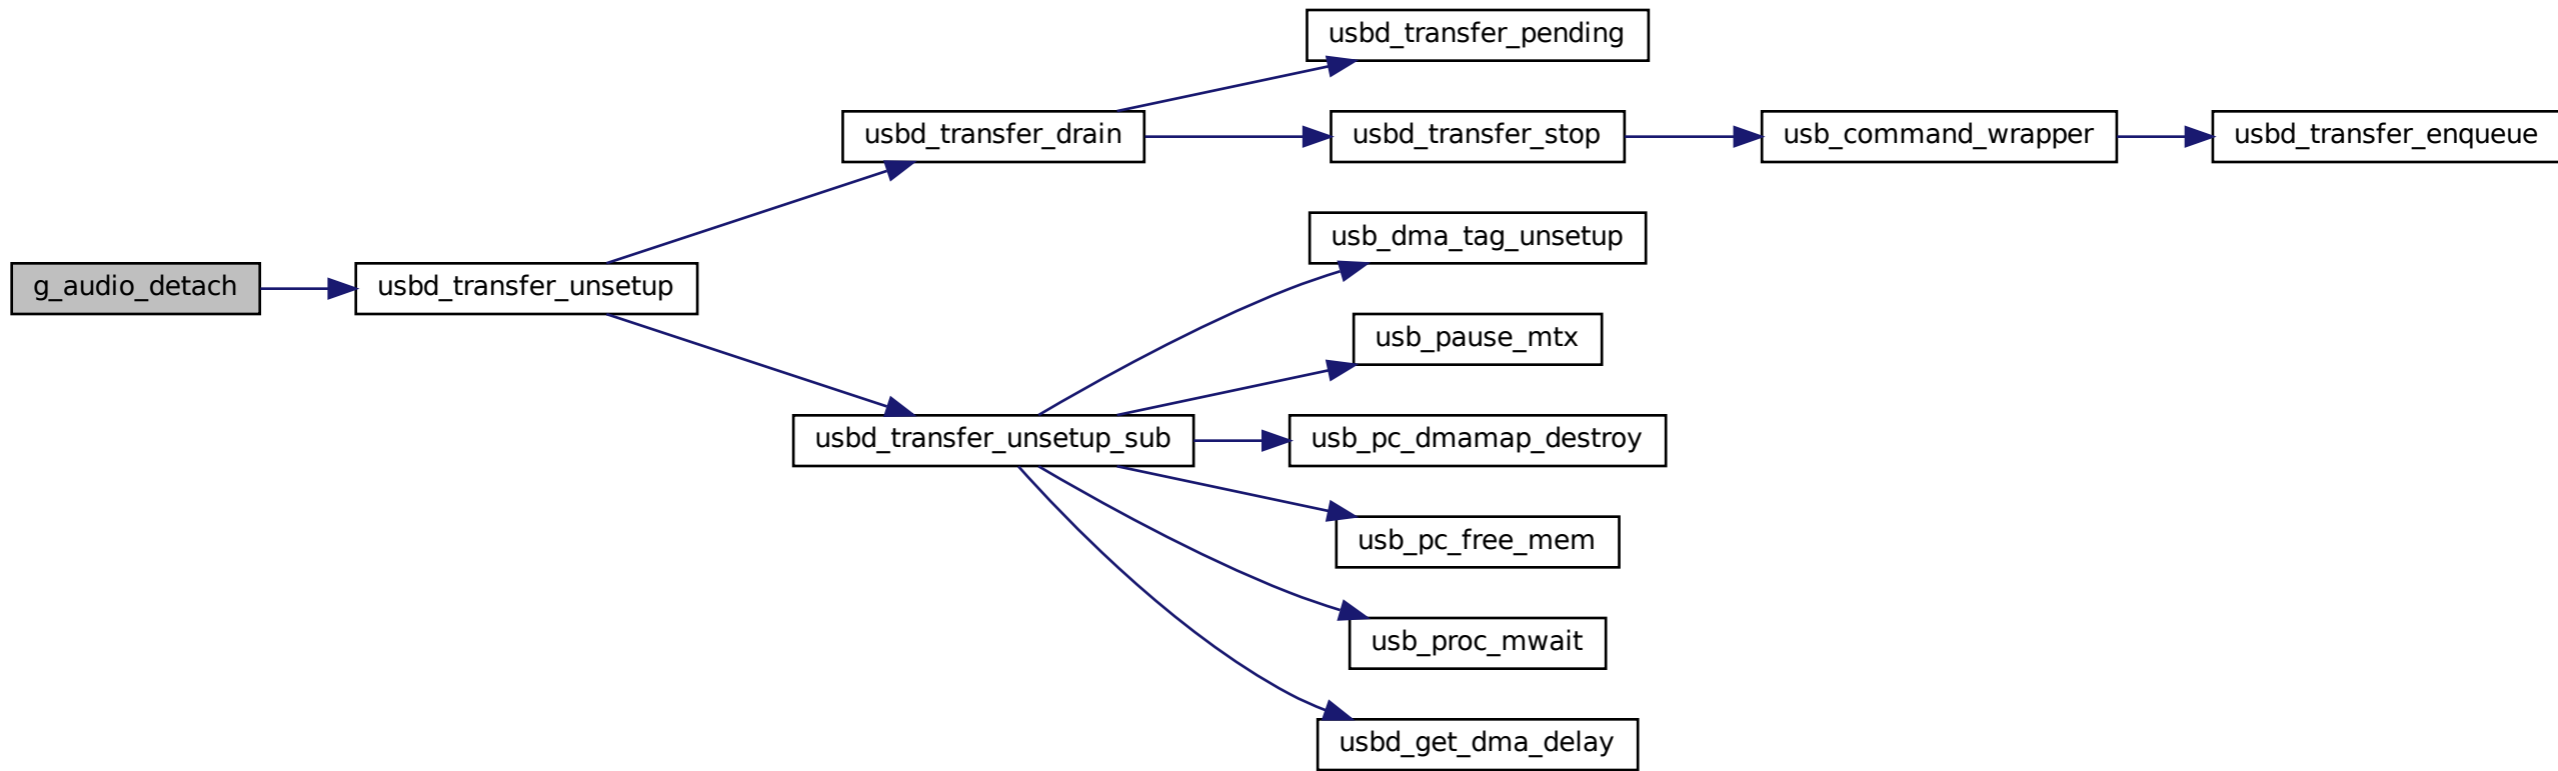 usbd_transfer_pending
usbd_transfer_drain
usbd_transfer_stop
usb_command_wrapper
usbd_transfer_enqueue
usb_dma_tag_unsetup
g_audio_detach
usbd_transfer_unsetup
usb_pause_mtx
usbd_transfer_unsetup_sub
usb_pc_dmamap_destroy
usb_pc_free_mem
usb_proc_mwait
usbd_get_dma_delay